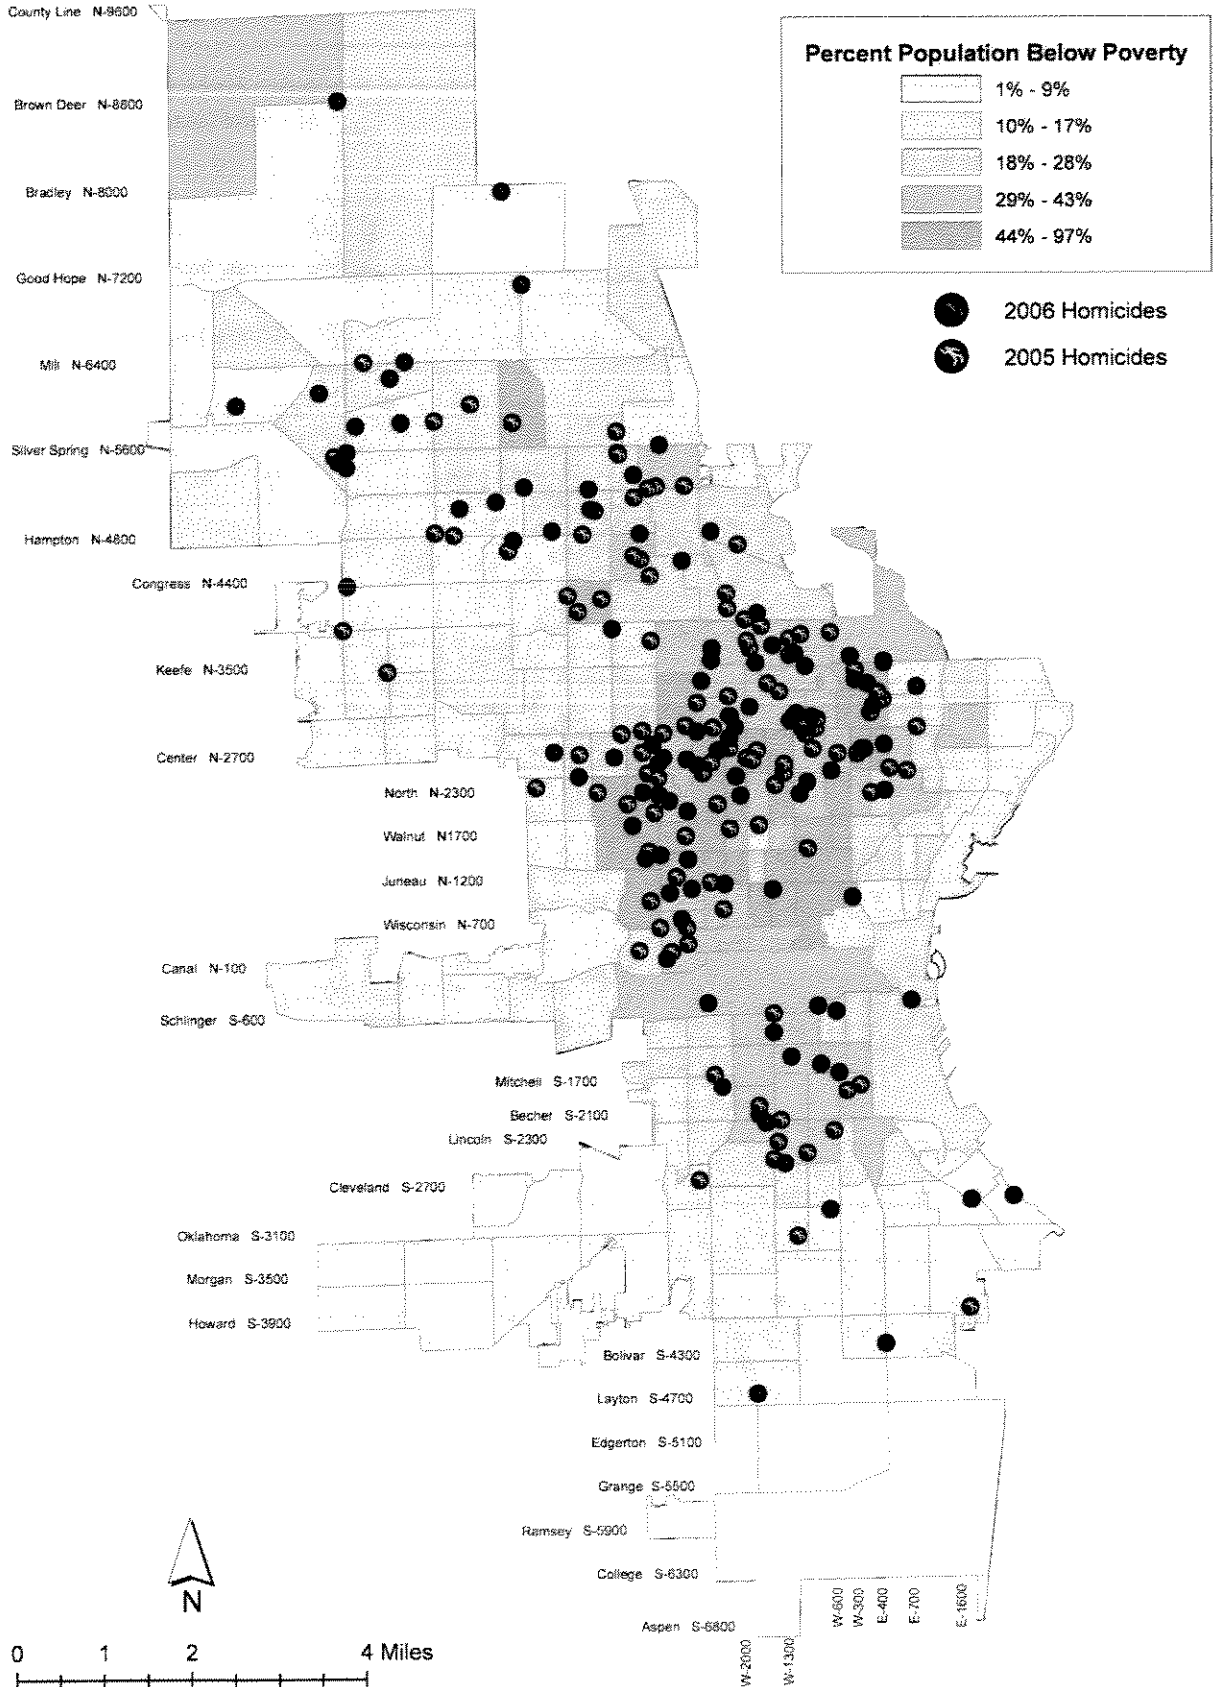 County Line N-9600
Percent Population Below Poverty
1% - 9%
Brown Deer N-8800
10% - 17%
18% - 28%
Bradley N-8000
29% - 43%
44% - 97%
Good Hope N-7200
2006 Homicides
2005 Homicides
Mill N-6400
Silver Spring N-5600
Hampton N-4800
Congress N-4400
Keefe N-3500
Center N-2700
North N-2300
Walnut N1700
Juneau N-1200
Wisconsin N-700
Canal N-100
Schlinger S-600
Mitchell S-1700
Becher S-2100
Lincoln S-2300
Cleveland S-2700
Oklahoma S-3100
Morgan S-3500
Howard S-3900
Bolivar S-4300
Layton S-4700
Edgerton S-5100
Grange S-5500
Ramsey S-5900
College S-6300
Aspen S-6800
W-2000
W-1300
W-600
W-300
E-400
E-700
E-1600
N
0 1 2 4 Miles